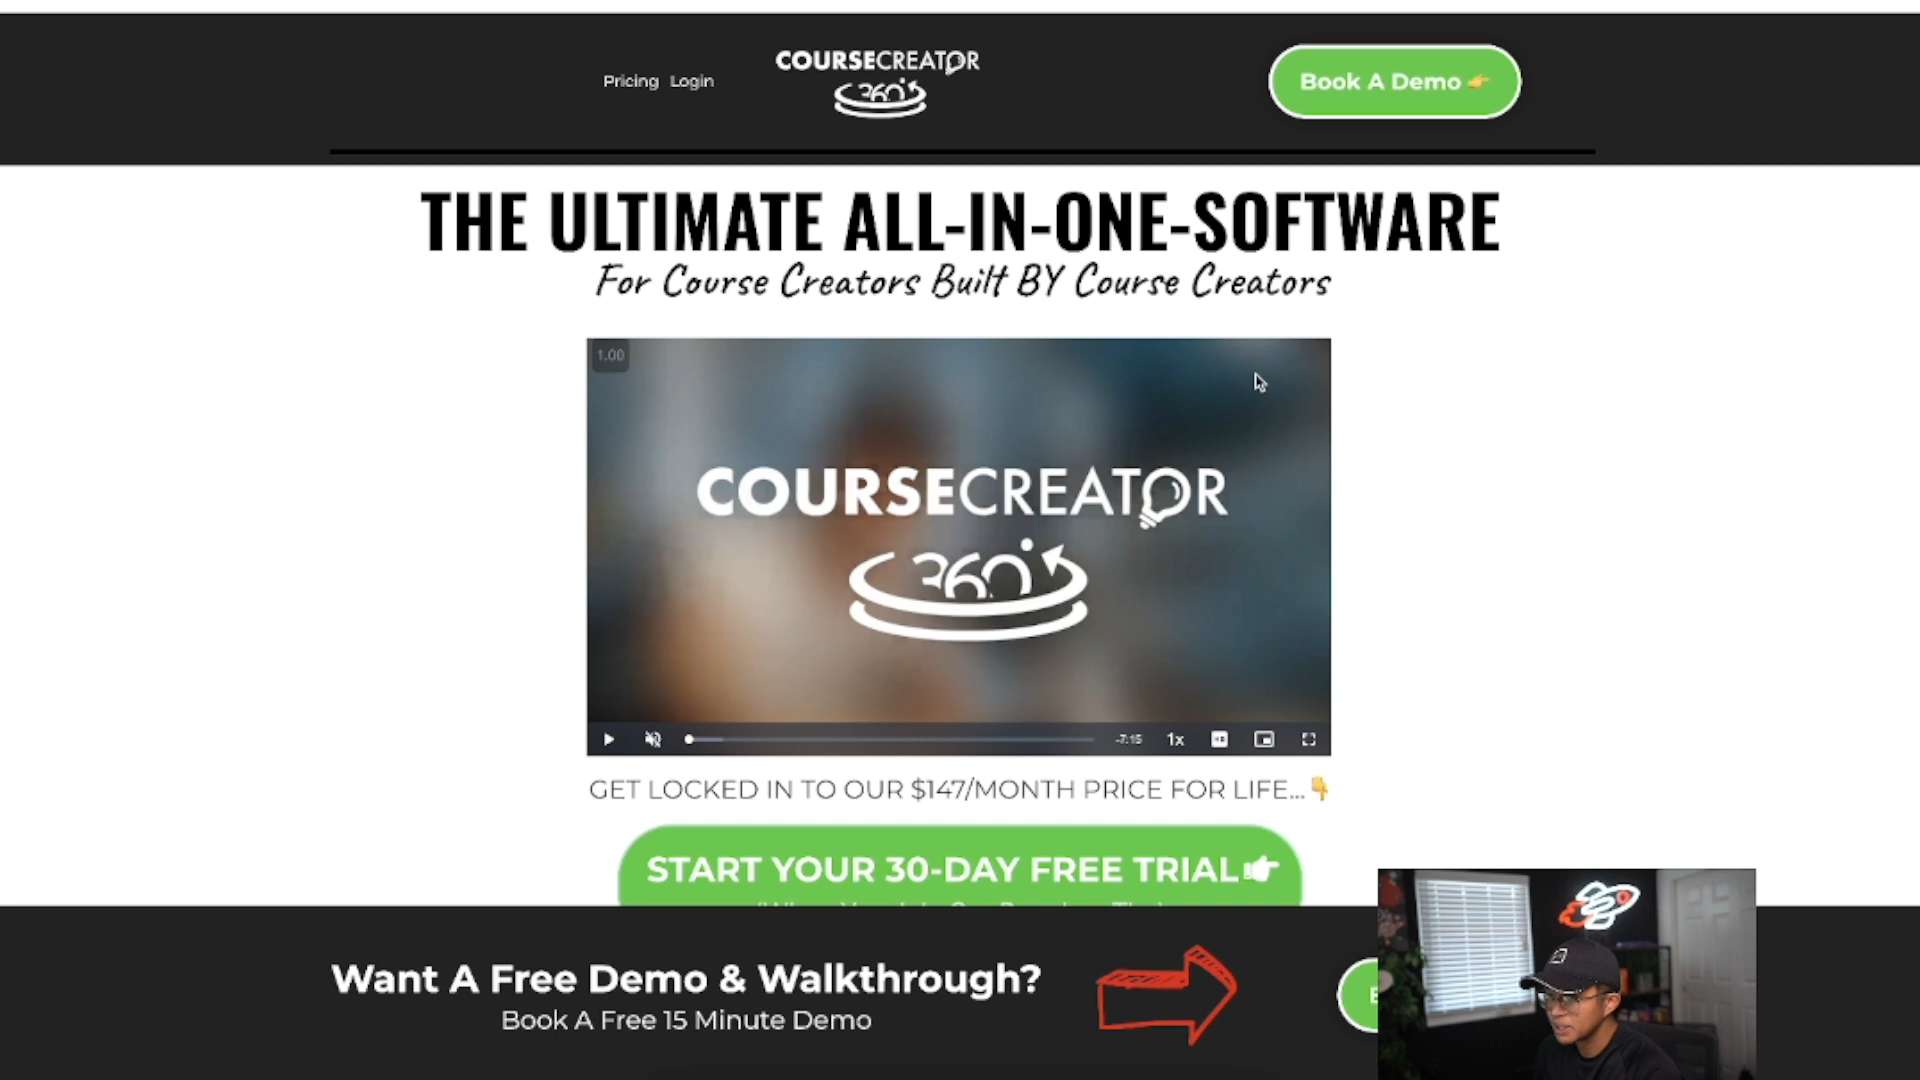 Pricing Login
COURSECREATOR
360°
Book A Demo 👉
THE ULTIMATE ALL-IN-ONE-SOFTWARE
For Course Creators Built BY Course Creators
1.00
COURSECREATOR
360°
-7:15 1x
GET LOCKED IN TO OUR $147/MONTH PRICE FOR LIFE...👇
START YOUR 30-DAY FREE TRIAL
Want A Free Demo & Walkthrough?
Book A Free 15 Minute Demo